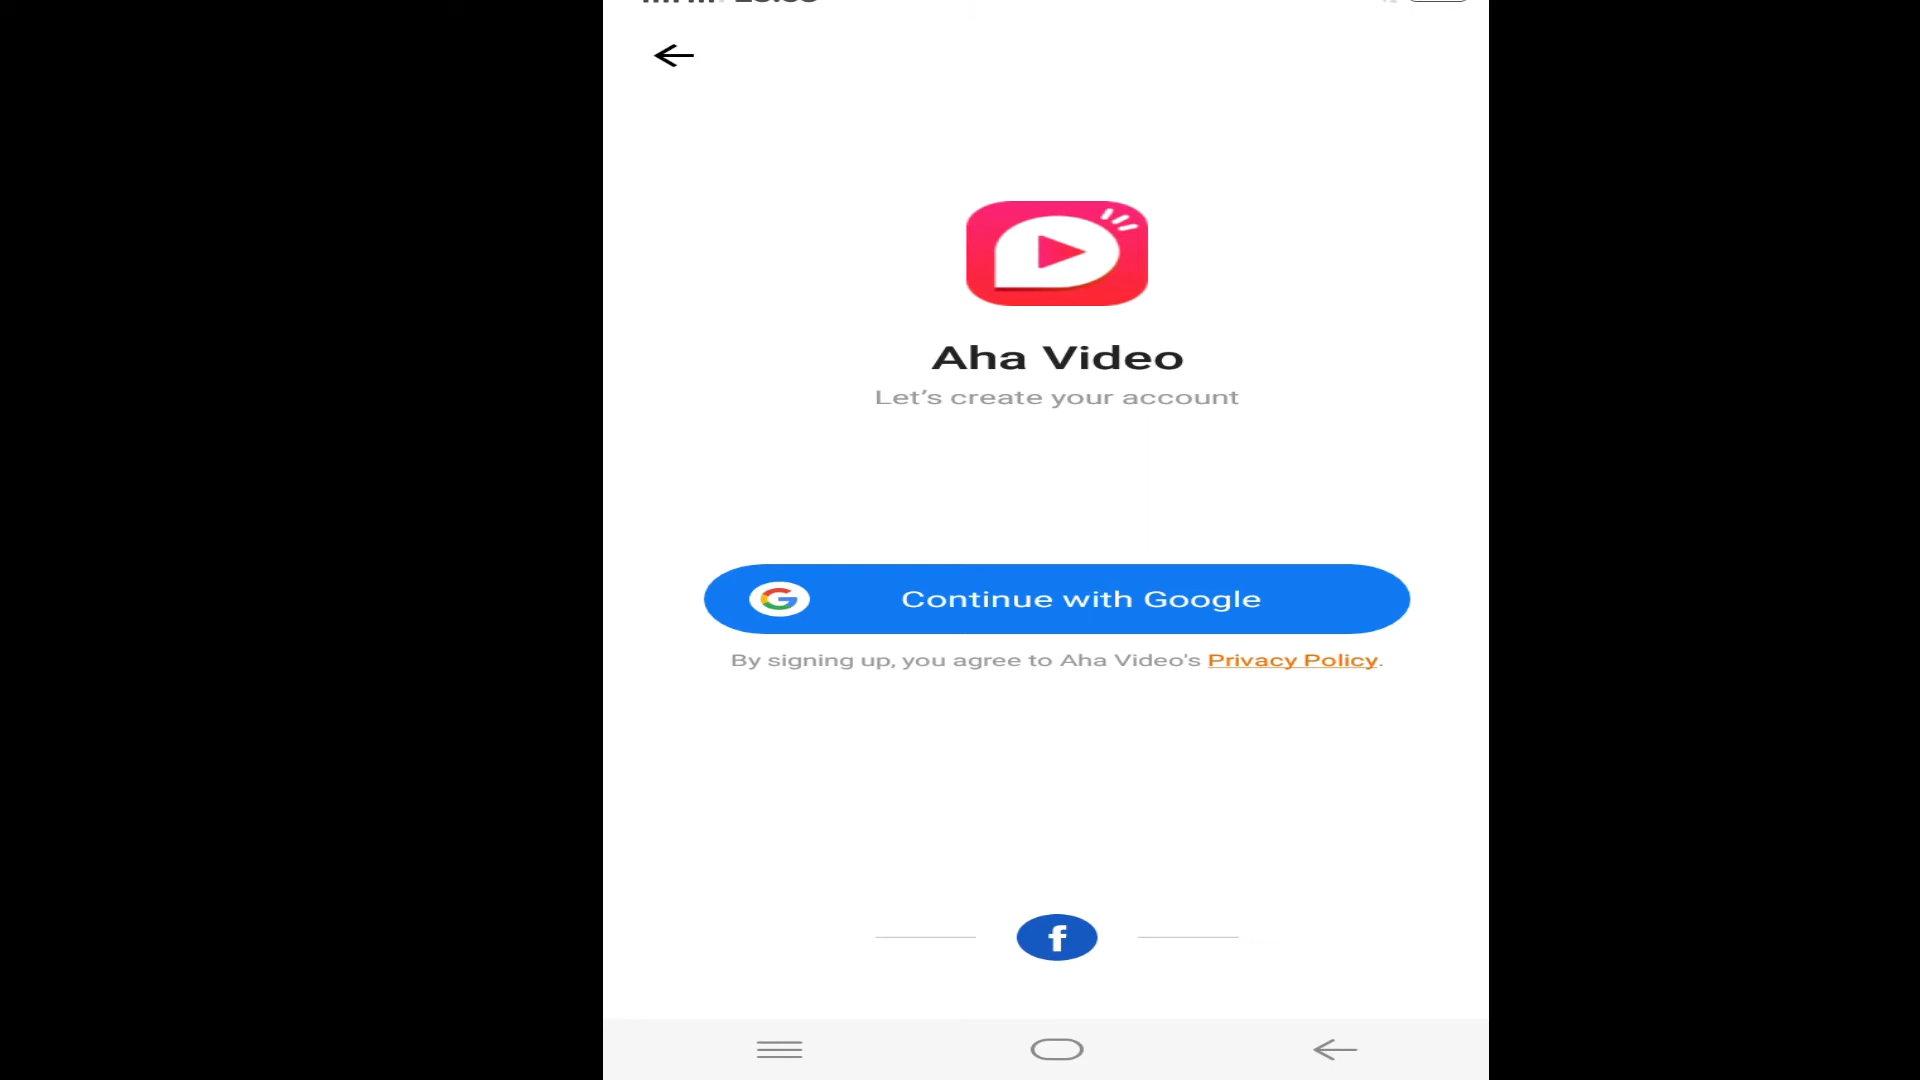 Aha Video
Let's create your account
Continue with Google
By signing up, you agree to Aha Video's Privacy Policy.